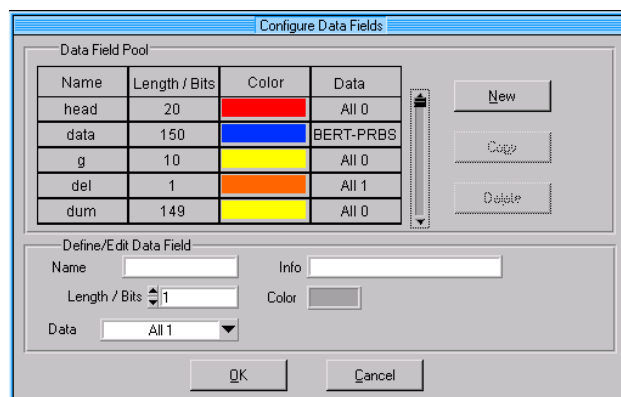 Configure Data Fields
Data Field Pool
Name Length / Bits Color Data
head 20 All 0
data 150 BERT-PRBS
g 10 All 0
del 1 All 1
dum 149 All 0
New
Copy
Delete
Define/Edit Data Field
Name Info
Length / Bits 1 Color
Data All 1
OK Cancel